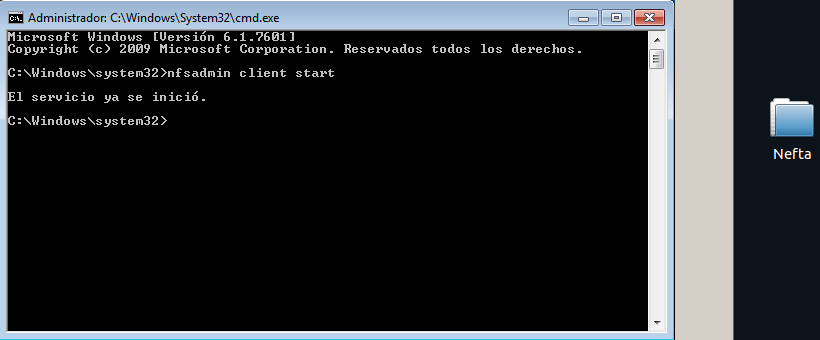 Administrador: C:\Windows\System32\cmd.exe
Microsoft Windows [Versión 6.1.7601]
Copyright (c) 2009 Microsoft Corporation. Reservados todos los derechos.
C:\Windows\system32>nfsadmin client start
El servicio ya se inició.
C:\Windows\system32>
Nefta